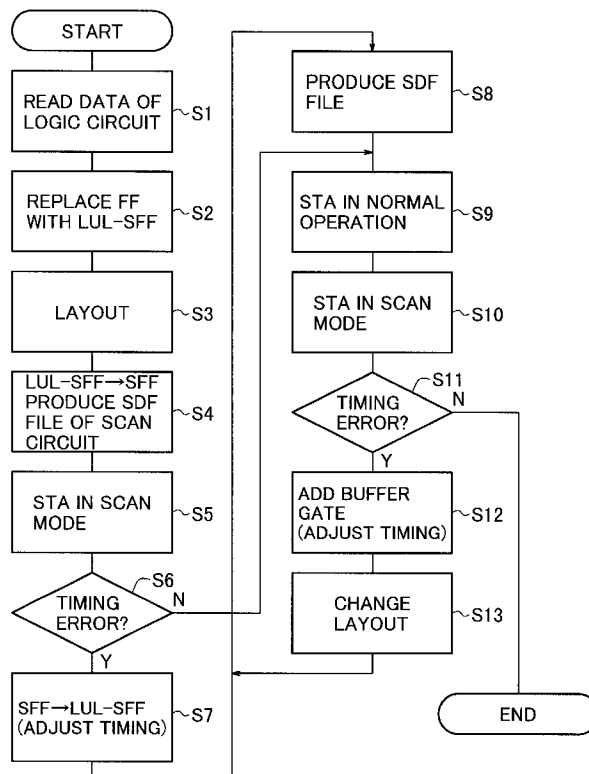 START
READ DATA OF
LOGIC CIRCUIT
S1
REPLACE FF
WITH LUL-SFF
S2
LAYOUT
S3
LUL-SFF→SFF
PRODUCE SDF
FILE OF SCAN
CIRCUIT
S4
STA IN SCAN
MODE
S5
S6
TIMING
ERROR?
N
Y
SFF→LUL-SFF
(ADJUST TIMING)
S7
PRODUCE SDF
FILE
S8
STA IN NORMAL
OPERATION
S9
STA IN SCAN
MODE
S10
S11
TIMING
ERROR?
N
Y
ADD BUFFER
GATE
(ADJUST TIMING)
S12
CHANGE
LAYOUT
S13
END